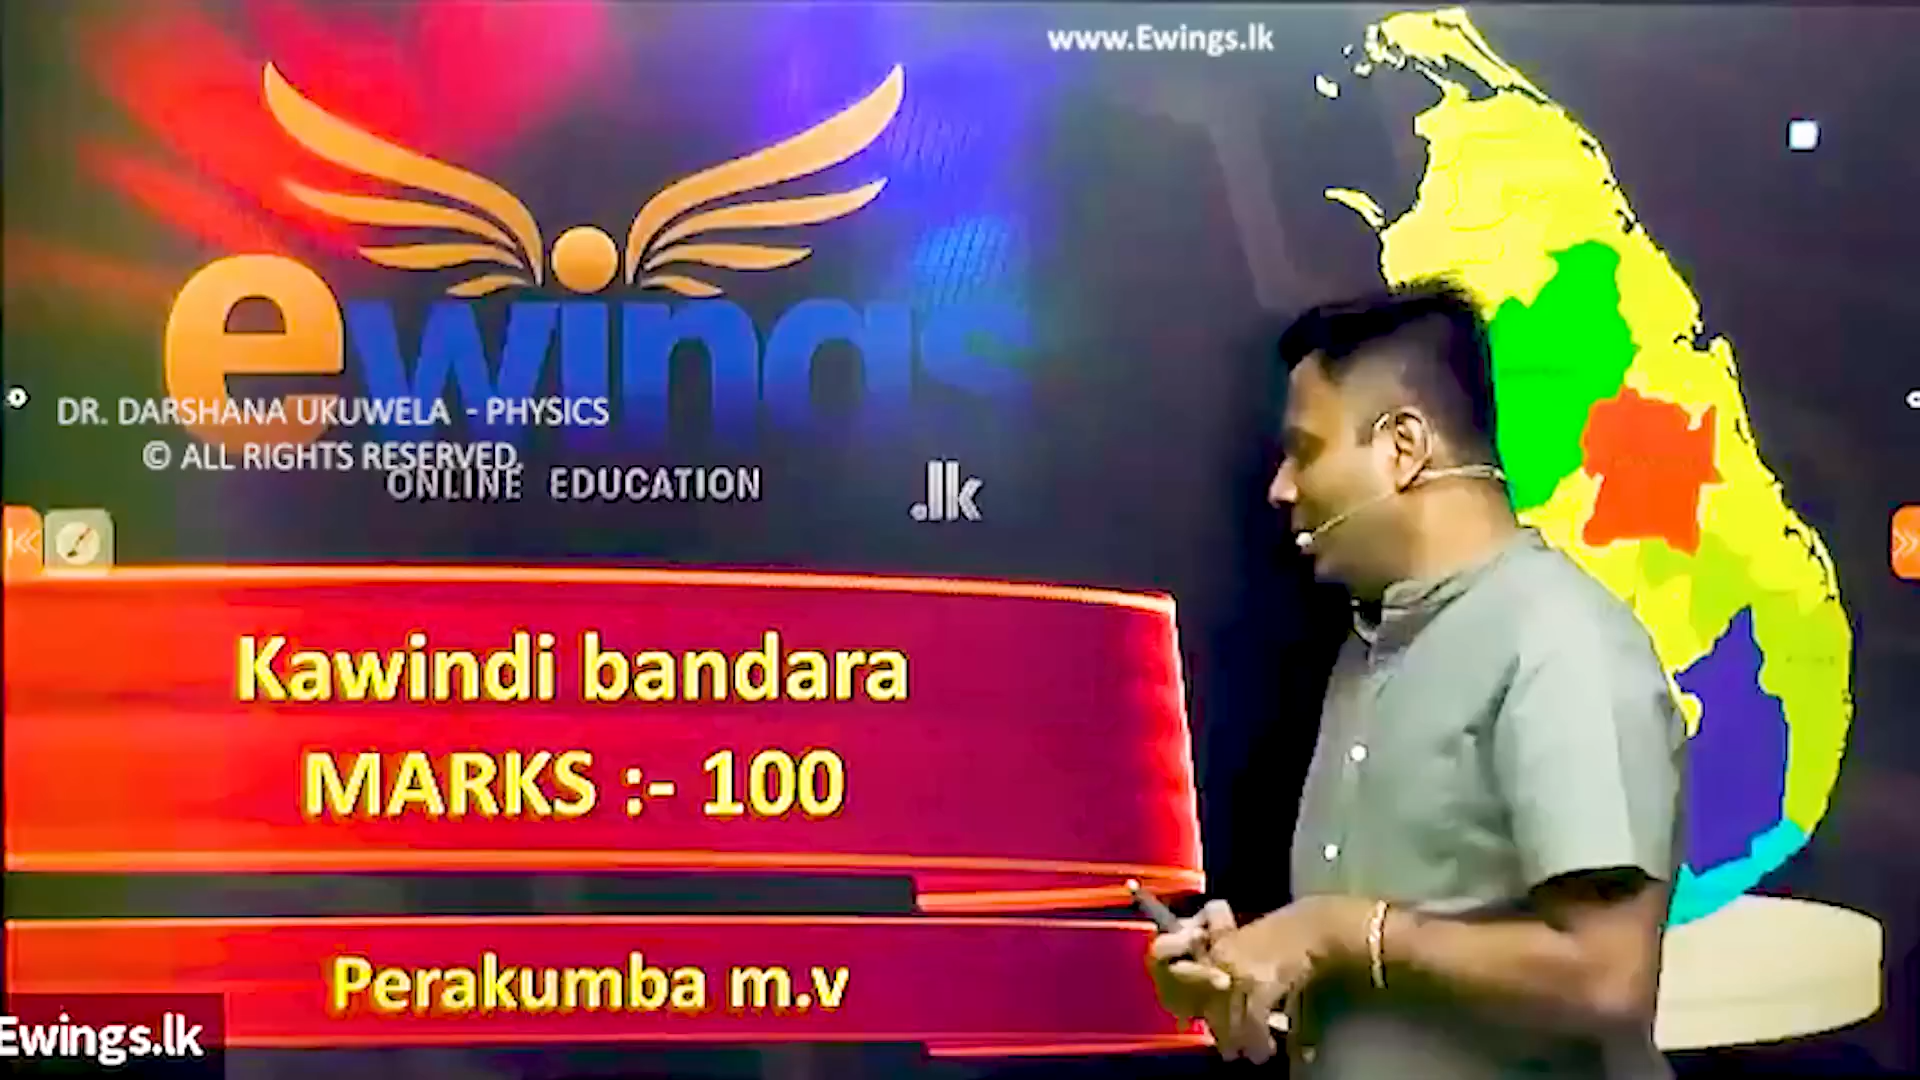 www.Ewings.lk
ewings
DR. DARSHANA UKUWELA - PHYSICS
© ALL RIGHTS RESERVED.
ONLINE EDUCATION
.lk
Kawindi bandara
MARKS :- 100
Perakumba m.v
Ewings.lk